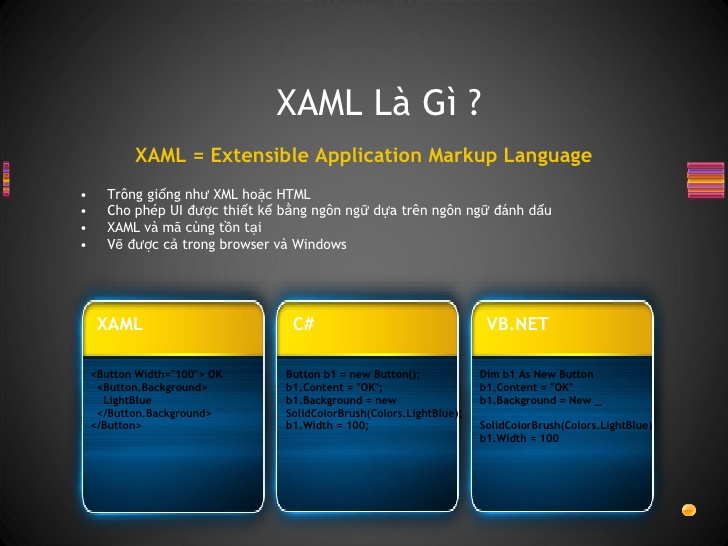 XAML Là Gì ?
XAML = Extensible Application Markup Language
• Trông giống như XML hoặc HTML
• Cho phép UI được thiết kế bằng ngôn ngữ dựa trên ngôn ngữ đánh dấu
• XAML và mã cùng tồn tại
• Vẽ được cả trong browser và Windows
XAML
<Button Width="100"> OK
<Button.Background>
LightBlue
</Button.Background>
</Button>
C#
Button b1 = new Button();
b1.Content = "OK";
b1.Background = new
SolidColorBrush(Colors.LightBlue);
b1.Width = 100;
VB.NET
Dim b1 As New Button
b1.Content = "OK"
b1.Background = New _
SolidColorBrush(Colors.LightBlue)
b1.Width = 100